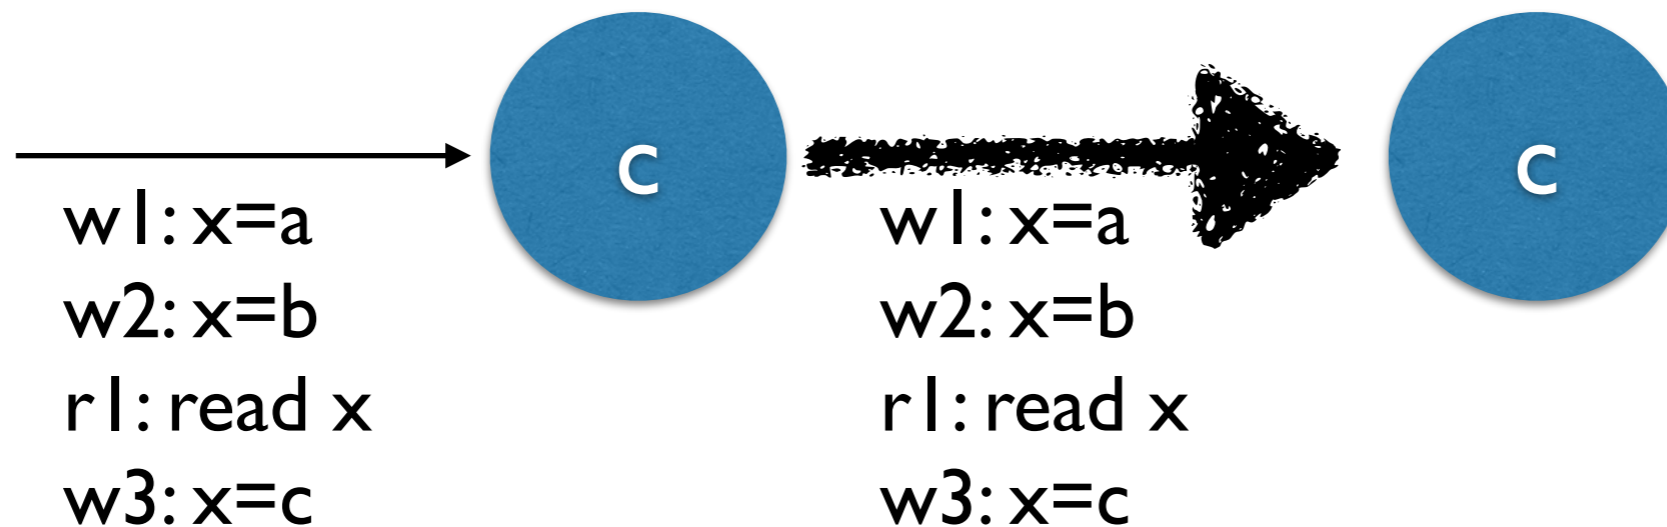 c
c
w1: x=a
w2: x=b
r1: read x
w3: x=c
w1: x=a
w2: x=b
r1: read x
w3: x=c